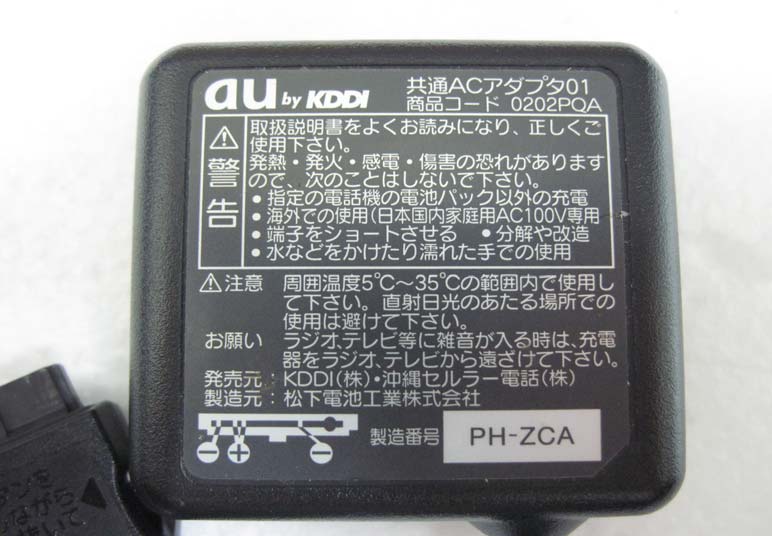 au by KDDI
共通ACアダプタ01
商品コード 0202PQA
警告
取扱説明書をよくお読みになり、正しくご
使用下さい。
発熱・発火・感電・傷害の恐れがあります
ので、次のことはしないで下さい。
・指定の電話機の電池パック以外の充電
・海外での使用(日本国内家庭用AC100V専用
・端子をショートさせる ・分解や改造
・水などをかけたり濡れた手での使用
注意 周囲温度5℃～35℃の範囲内で使用し
て下さい。直射日光のあたる場所での
使用は避けて下さい。
お願い ラジオ、テレビ等に雑音が入る時は、充電
器をラジオ、テレビから遠ざけて下さい。
発売元：KDDI(株)・沖縄セルラー電話(株)
製造元：松下電池工業株式会社
製造番号 PH-ZCA